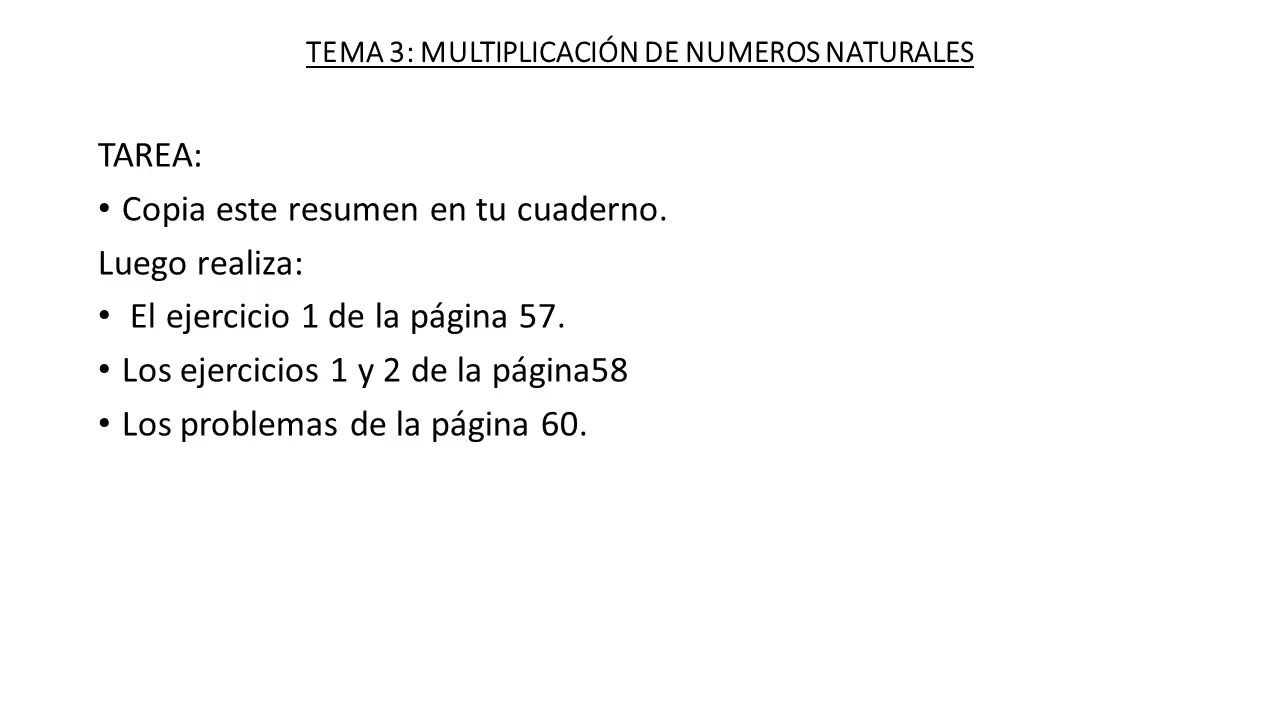 TEMA 3: MULTIPLICACIÓN DE NUMEROS NATURALES
TAREA:
• Copia este resumen en tu cuaderno.
Luego realiza:
• El ejercicio 1 de la página 57.
• Los ejercicios 1 y 2 de la página58
• Los problemas de la página 60.